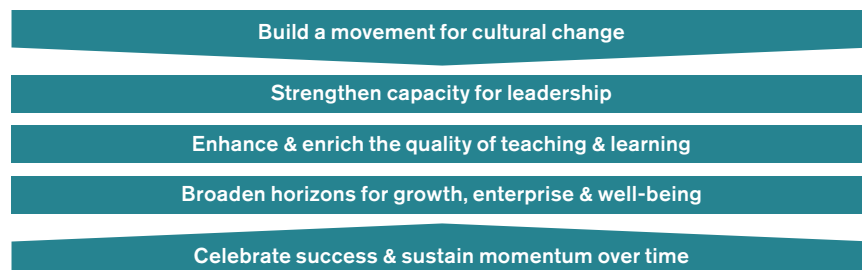 Build a movement for cultural change
Strengthen capacity for leadership
Enhance & enrich the quality of teaching & learning
Broaden horizons for growth, enterprise & well-being
Celebrate success & sustain momentum over time